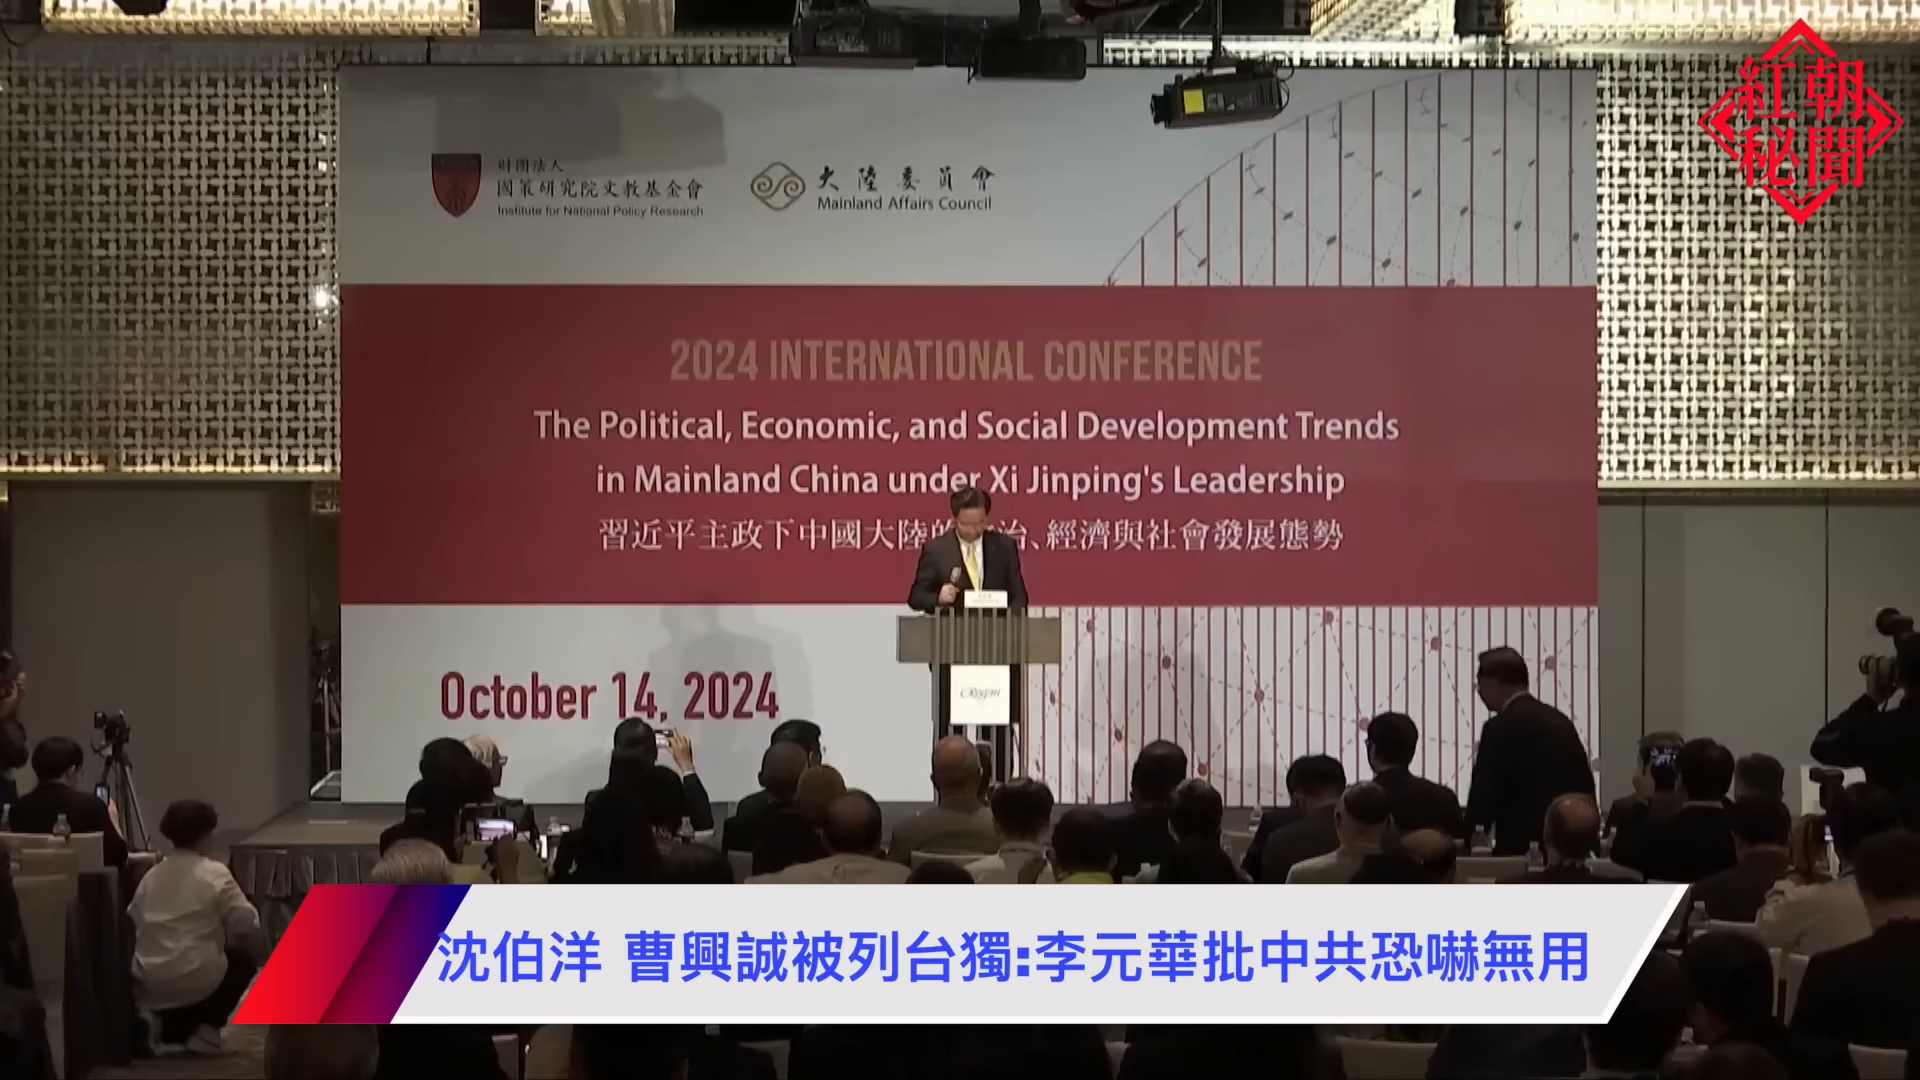 財團法人
國策研究院文教基金會
Institute for National Policy Research
大陸委員會
Mainland Affairs Council
紅朝
秘聞
2024 INTERNATIONAL CONFERENCE
The Political, Economic, and Social Development Trends
in Mainland China under Xi Jinping's Leadership
習近平主政下中國大陸的 治、經濟與社會發展態勢
October 14, 2024
Regent
沈伯洋 曹興誠被列台獨:李元華批中共恐嚇無用